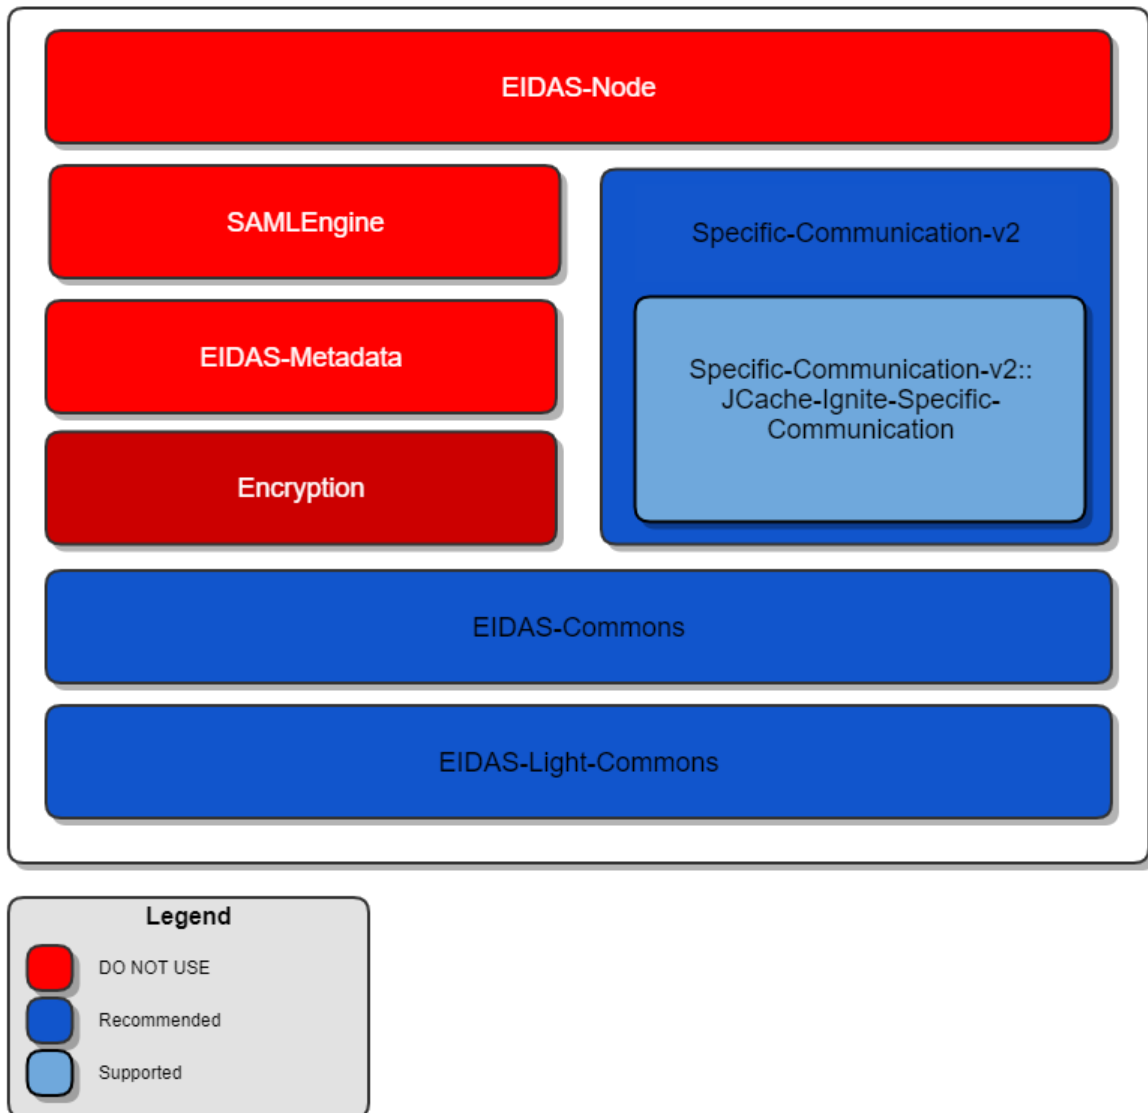 EIDAS-Node
SAMLEngine
Specific-Communication-v2
EIDAS-Metadata
Specific-Communication-v2::
JCache-Ignite-Specific-
Communication
Encryption
EIDAS-Commons
EIDAS-Light-Commons
Legend
DO NOT USE
Recommended
Supported